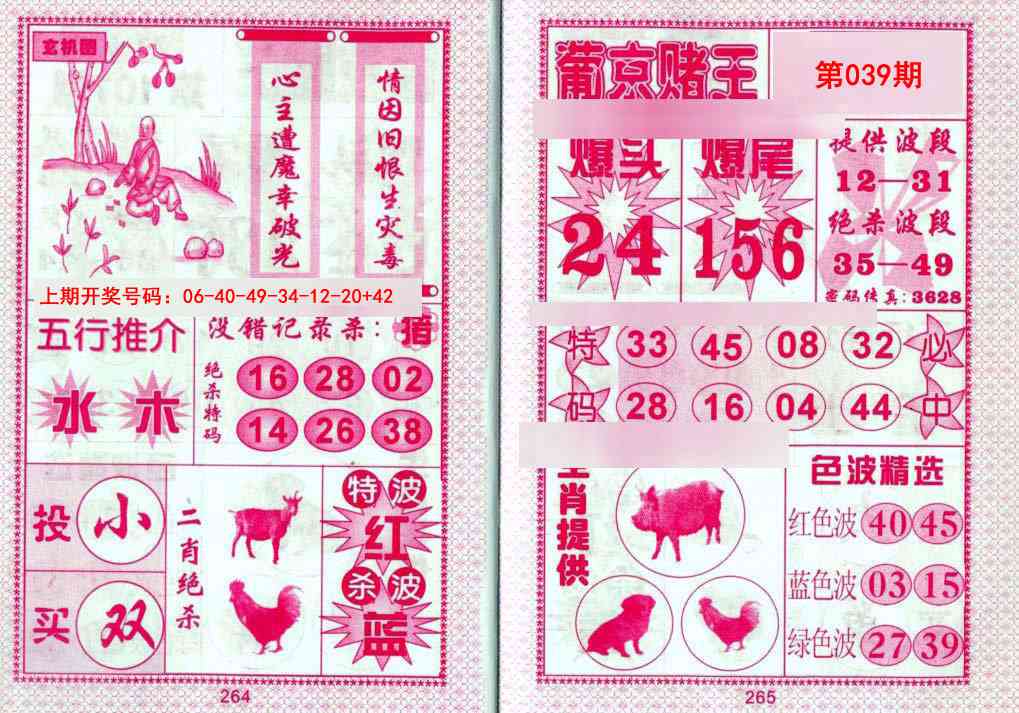 玄机图
情因旧恨生灾毒
心主遭魔幸破光
上期开奖号码：06-40-49-34-12-20+42
五行推介
水 木
没错记录杀：猪
绝杀特码
16 28 02
14 26 38
投 小
买 双
二肖绝杀
特波
红
杀波
蓝
264
葡京赌王
第039期
爆头
24
爆尾
156
提供波段
12—31
绝杀波段
35—49
密码传真：3628
特 33 45 08 32 必
码 28 16 04 44 中
生肖提供
色波精选
红色波 40 45
蓝色波 03 15
绿色波 27 39
265